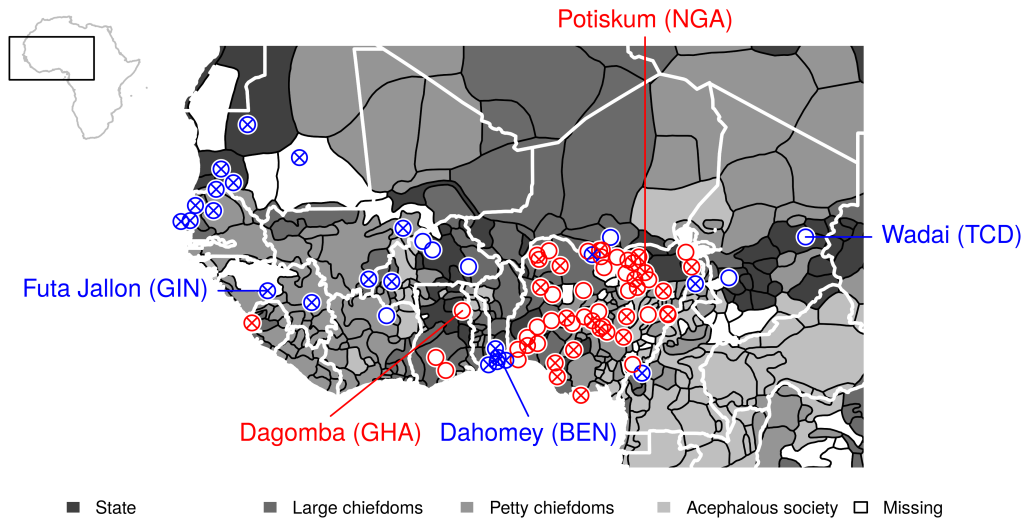 Potiskum (NGA)
Wadai (TCD)
Futa Jallon (GIN)
Dagomba (GHA)
Dahomey (BEN)
State
Large chiefdoms
Petty chiefdoms
Acephalous society
Missing